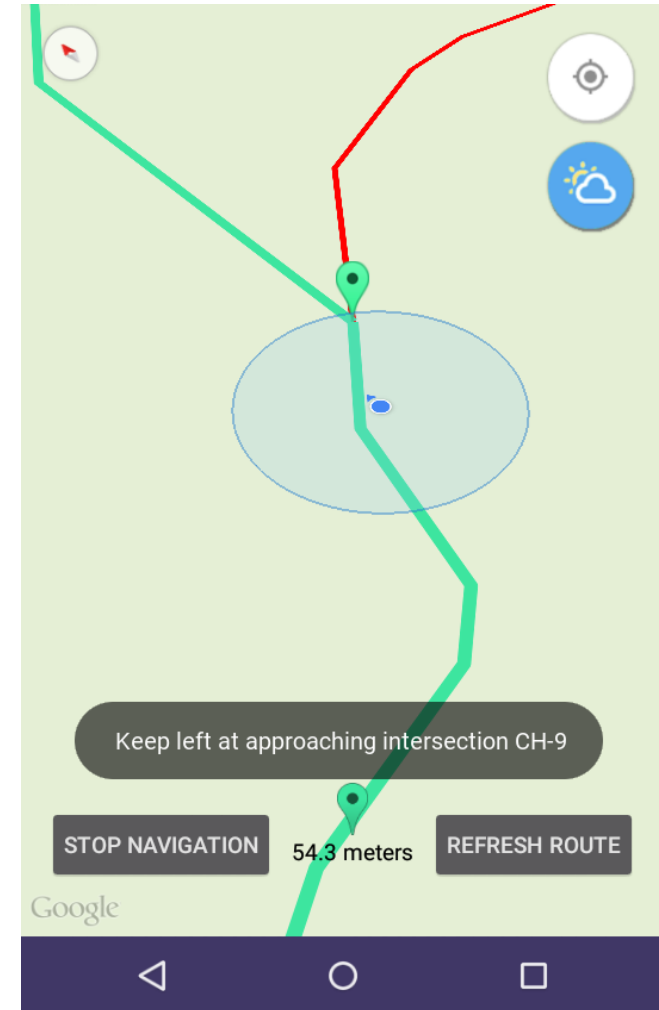 Keep left at approaching intersection CH-9
STOP NAVIGATION
54.3 meters
REFRESH ROUTE
Google